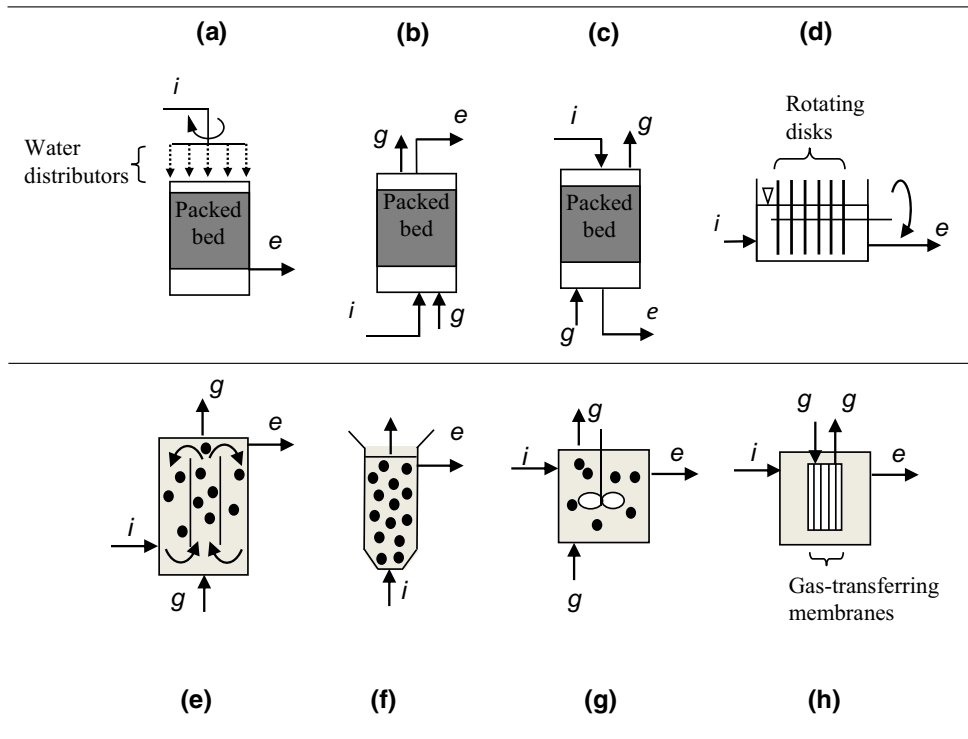 (a) (b) (c) (d)
i
Water
distributors
Packed
bed
e
g
e
Packed
bed
i
g
i
g
Packed
bed
g
e
Rotating
disks
i
e
g
e
i
g
e
i
g
i
e
g
g g
i
e
Gas-transferring
membranes
(e) (f) (g) (h)